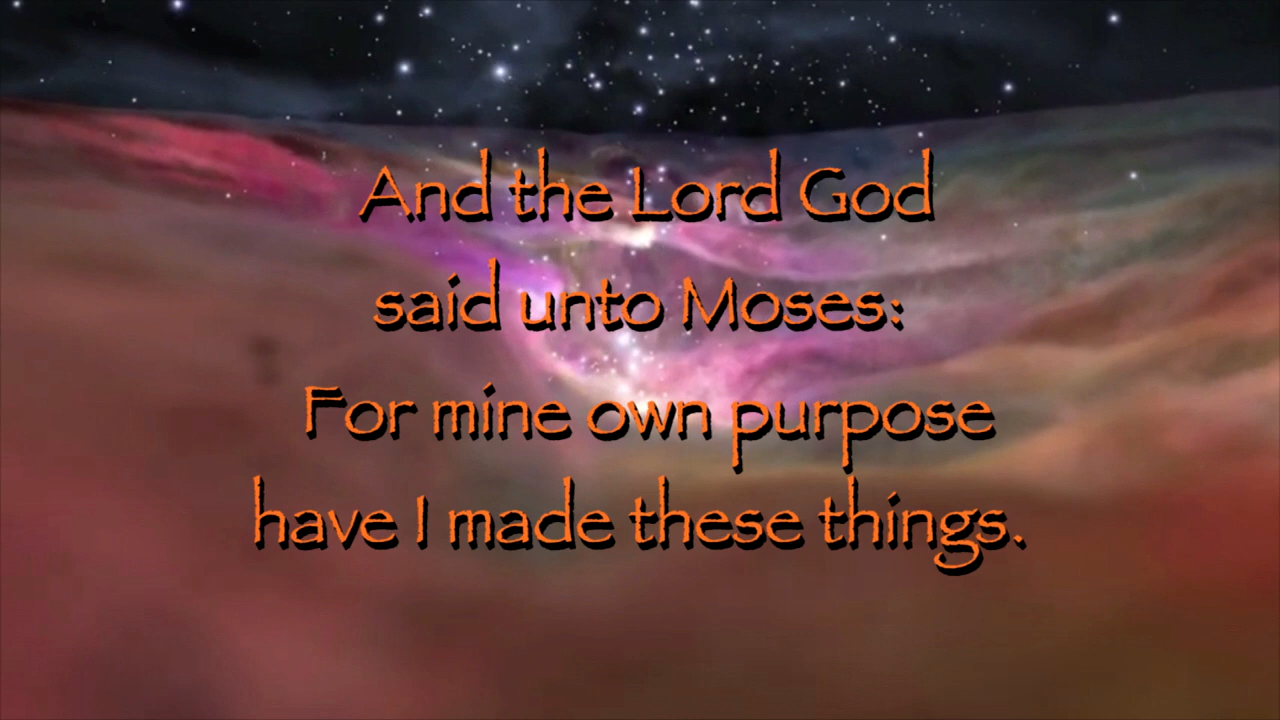 And the Lord God
said unto Moses:
For mine own purpose
have I made these things.